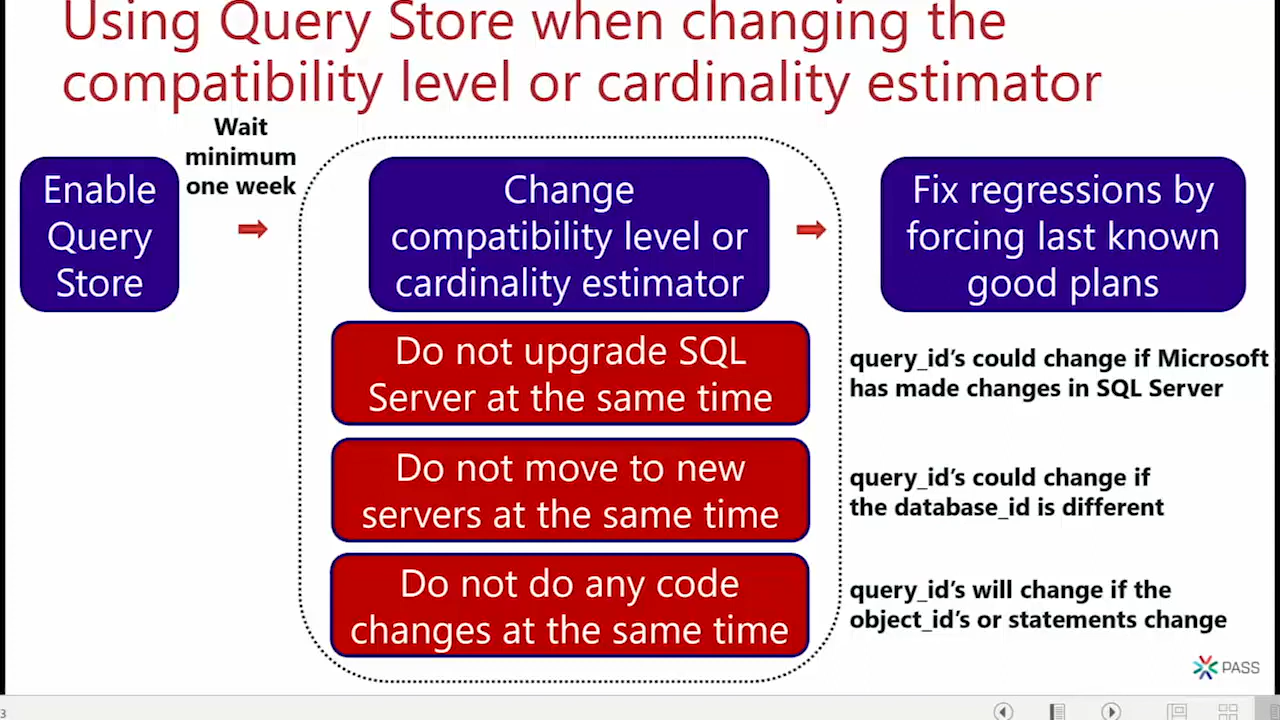 Using Query Store when changing the
compatibility level or cardinality estimator
Wait
minimum
one week
Enable
Query
Store
Change
compatibility level or
cardinality estimator
Fix regressions by
forcing last known
good plans
Do not upgrade SQL
Server at the same time
query_id's could change if Microsoft
has made changes in SQL Server
Do not move to new
servers at the same time
query_id's could change if
the database_id is different
Do not do any code
changes at the same time
query_id's will change if the
object_id's or statements change
PASS
3